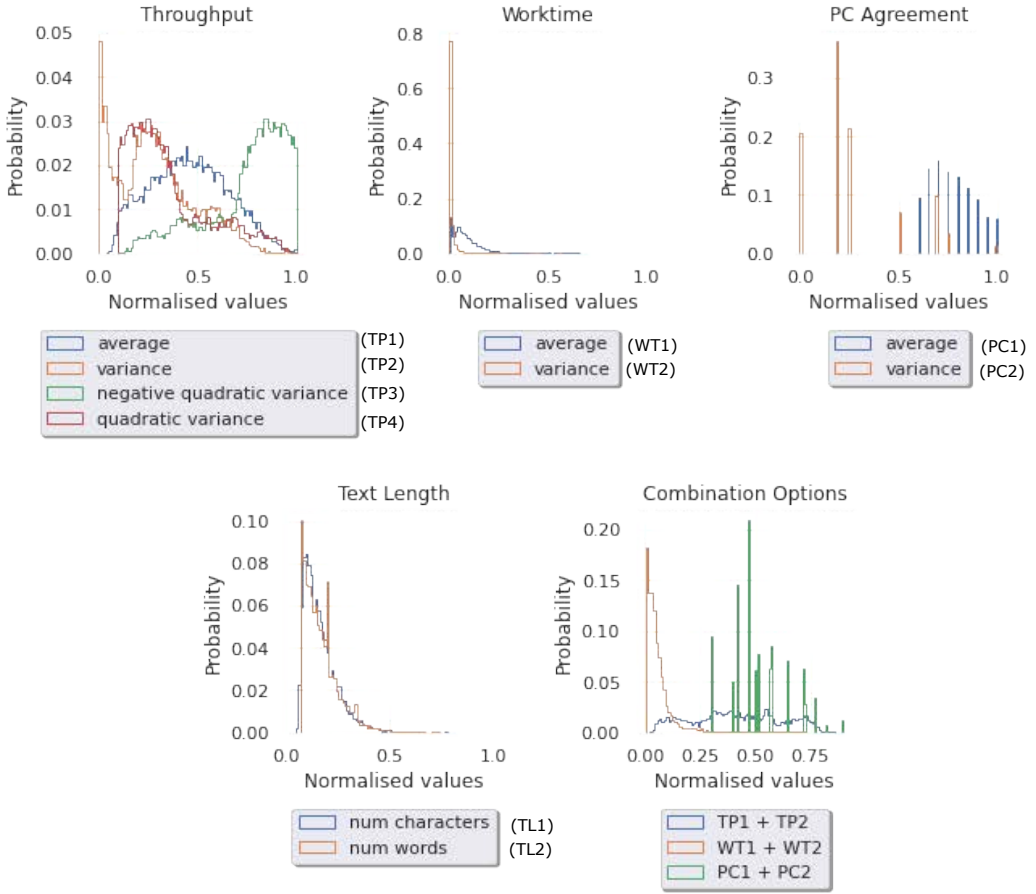 Throughput
Worktime
PC Agreement
0.05
0.04
0.03
0.02
0.01
0.00
Probability
0.0
0.5
1.0
Normalised values
0.8
0.6
0.4
0.2
0.0
Probability
0.0
0.5
1.0
Normalised values
0.3
0.2
0.1
0.0
Probability
0.0
0.5
1.0
Normalised values
average (TP1)
variance (TP2)
negative quadratic variance (TP3)
quadratic variance (TP4)
average (WT1)
variance (WT2)
average (PC1)
variance (PC2)
Text Length
Combination Options
0.10
0.08
0.06
0.04
0.02
0.00
Probability
0.0
0.5
1.0
Normalised values
0.20
0.15
0.10
0.05
0.00
Probability
0.00
0.25
0.50
0.75
Normalised values
num characters (TL1)
num words (TL2)
TP1 + TP2
WT1 + WT2
PC1 + PC2